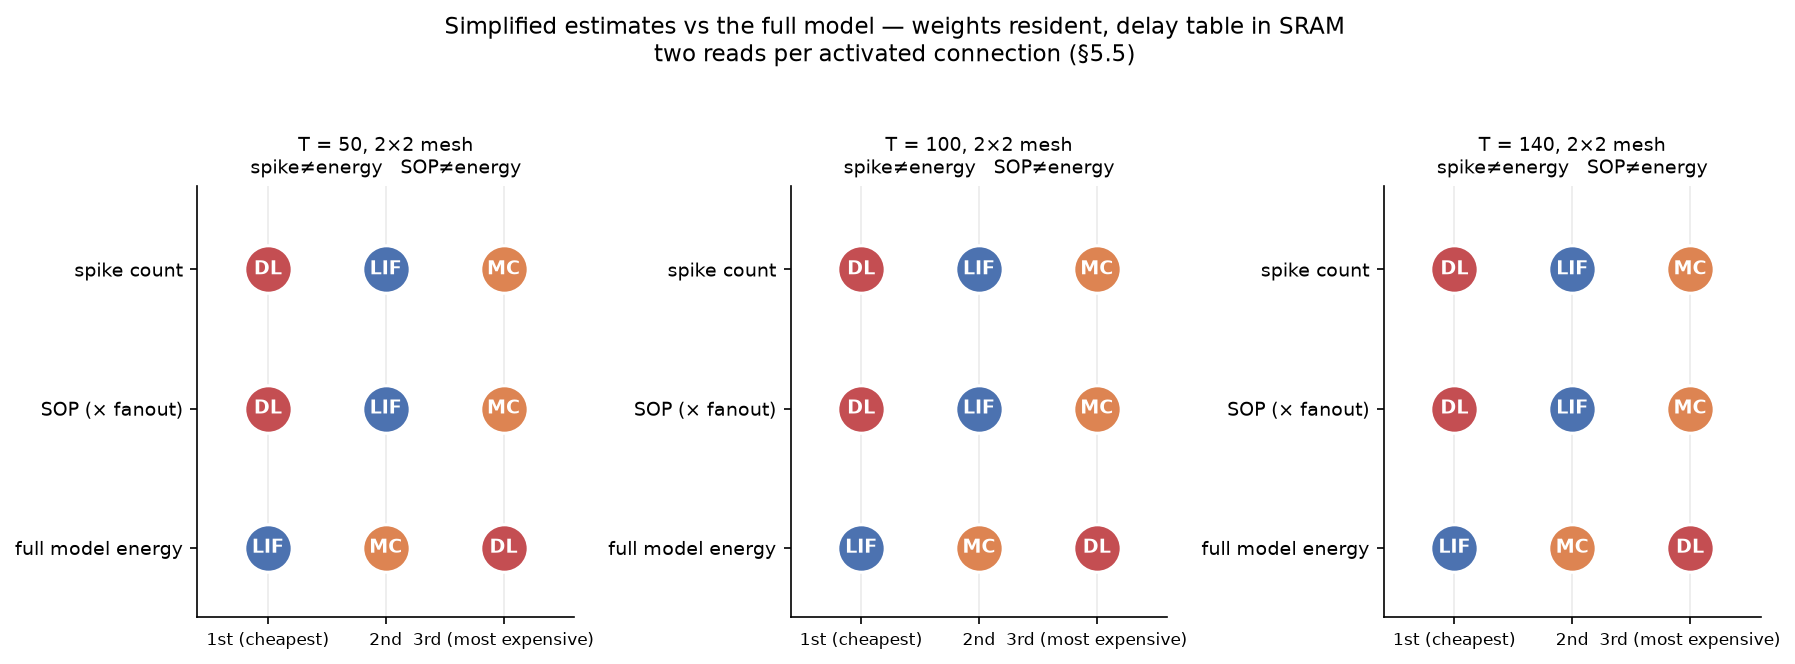 Simplified estimates vs the full model — weights resident, delay table in SRAM
two reads per activated connection (§5.5)
T = 50, 2×2 mesh
spike≠energy   SOP≠energy
spike count
DL LIF MC
SOP (× fanout)
DL LIF MC
full model energy
LIF MC DL
1st (cheapest) 2nd 3rd (most expensive)
T = 100, 2×2 mesh
spike≠energy   SOP≠energy
spike count
DL LIF MC
SOP (× fanout)
DL LIF MC
full model energy
LIF MC DL
1st (cheapest) 2nd 3rd (most expensive)
T = 140, 2×2 mesh
spike≠energy   SOP≠energy
spike count
DL LIF MC
SOP (× fanout)
DL LIF MC
full model energy
LIF MC DL
1st (cheapest) 2nd 3rd (most expensive)